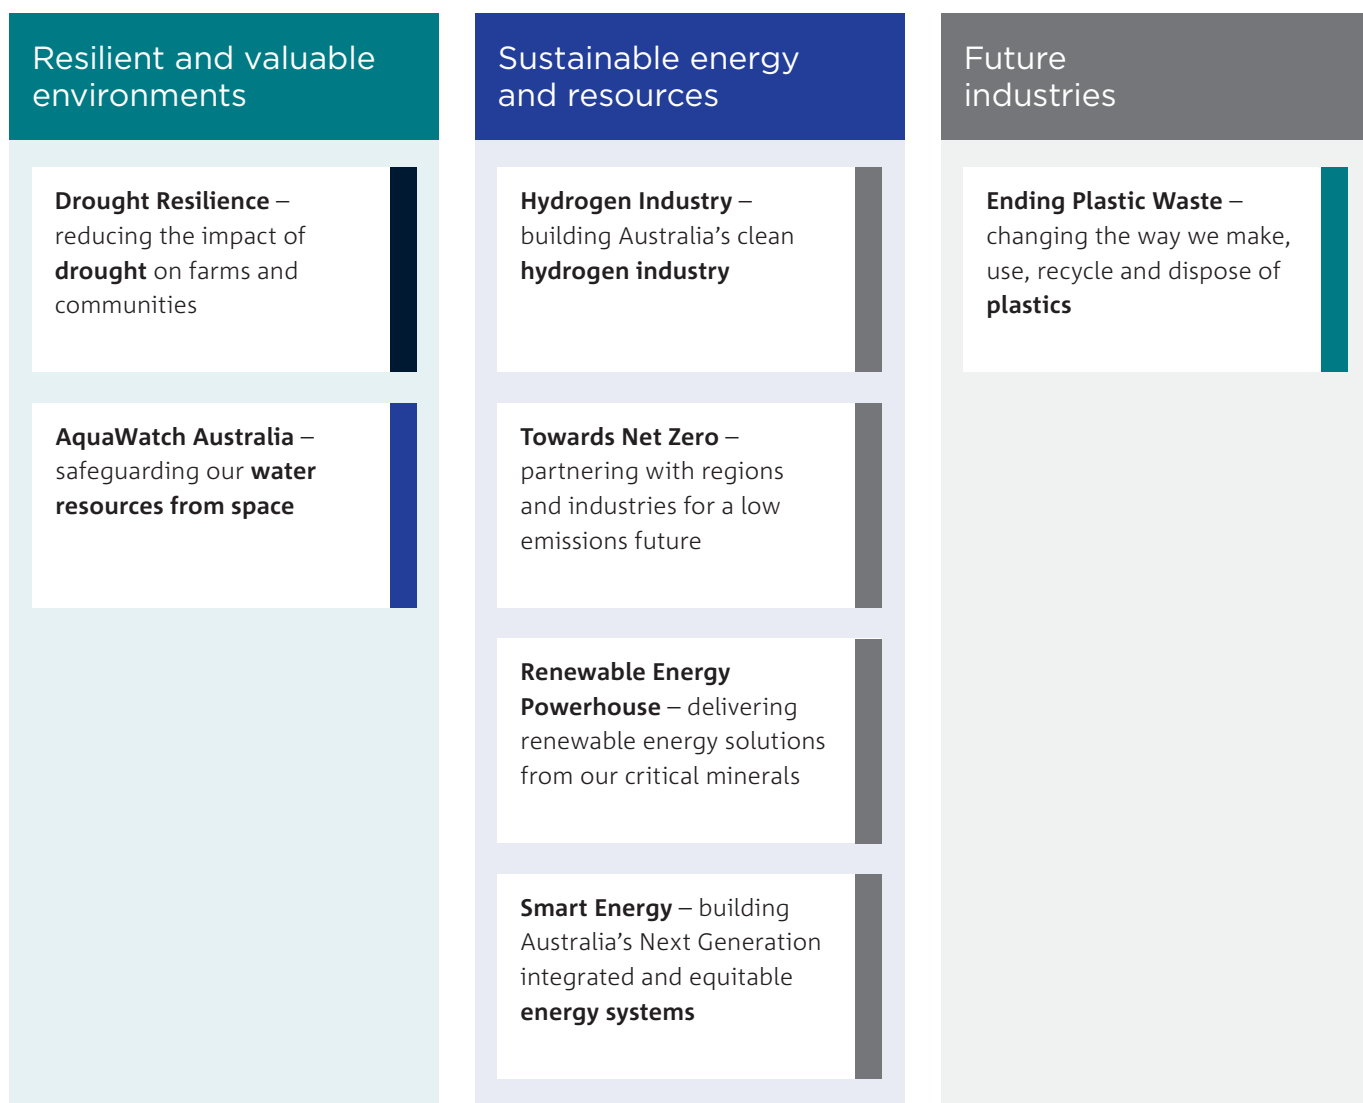 Resilient and valuable
environments
Drought Resilience –
reducing the impact of
drought on farms and
communities
AquaWatch Australia –
safeguarding our water
resources from space
Sustainable energy
and resources
Hydrogen Industry –
building Australia’s clean
hydrogen industry
Towards Net Zero –
partnering with regions
and industries for a low
emissions future
Renewable Energy
Powerhouse – delivering
renewable energy solutions
from our critical minerals
Smart Energy – building
Australia’s Next Generation
integrated and equitable
energy systems
Future
industries
Ending Plastic Waste –
changing the way we make,
use, recycle and dispose of
plastics